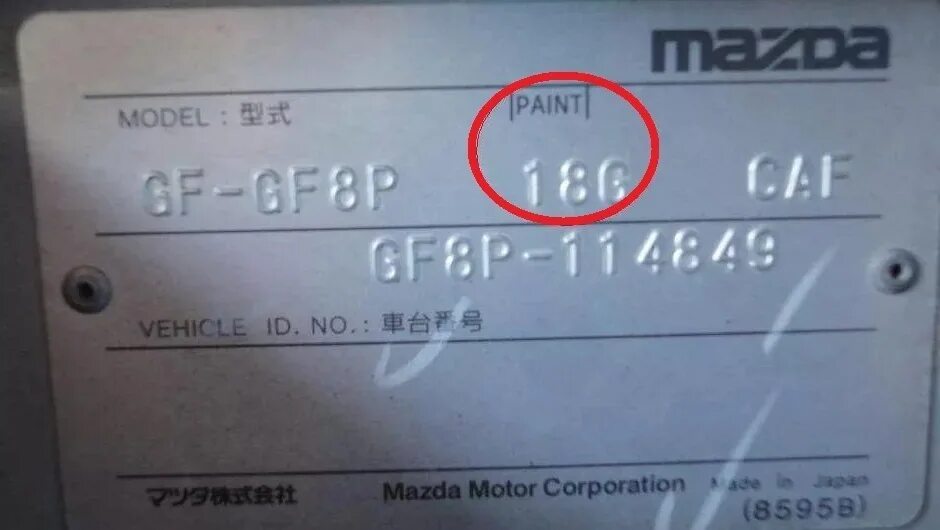 mazda
MODEL : 型式 |PAINT|
GF-GF8P 18G CAF
GF8P-114849
VEHICLE ID. NO. : 車台番号
マツダ株式会社 Mazda Motor Corporation Made in Japan
(8595B)